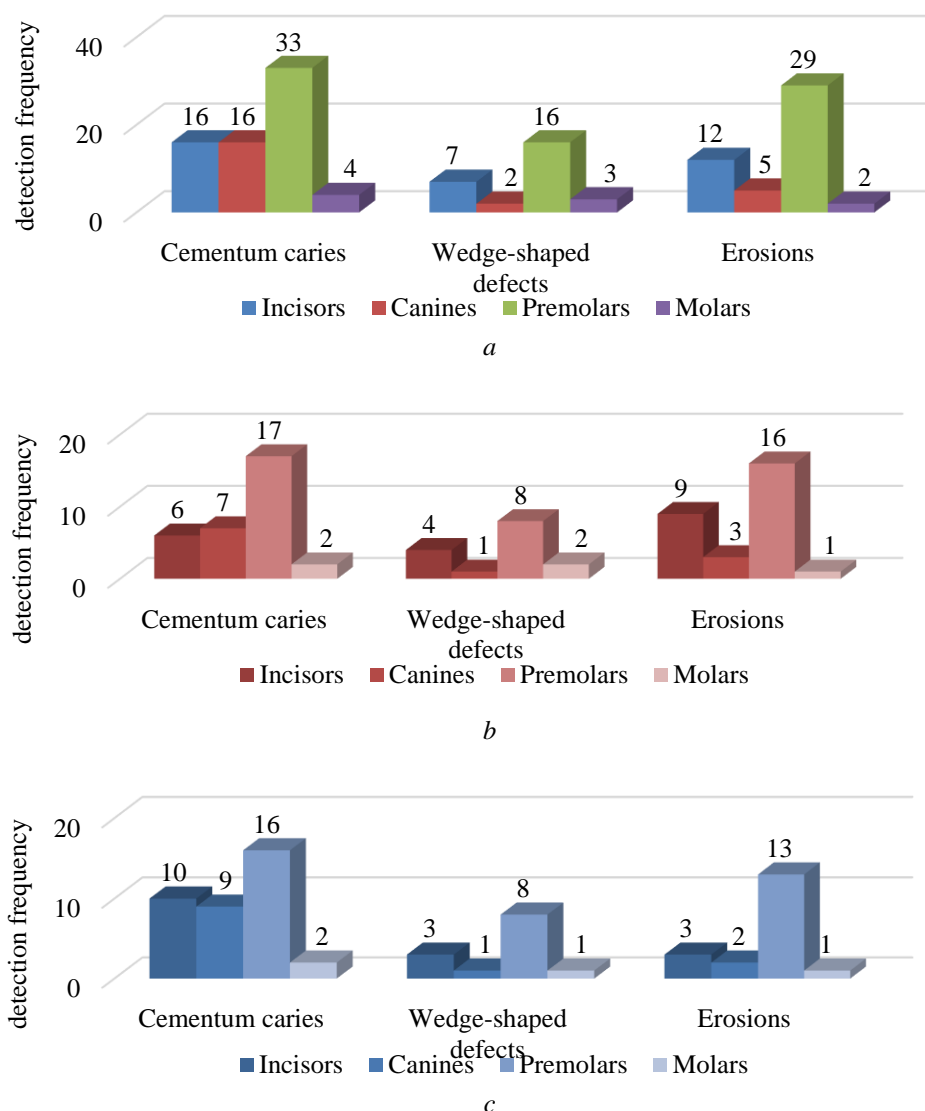 detection frequency
40
20
0
16 16 33 4
7 2 16 3
12 5 29 2
Cementum caries Wedge-shaped defects Erosions
Incisors Canines Premolars Molars
a
detection frequency
20
10
0
6 7 17 2
4 1 8 2
9 3 16 1
Cementum caries Wedge-shaped defects Erosions
Incisors Canines Premolars Molars
b
detection frequency
20
10
0
10 9 16 2
3 1 8 1
3 2 13 1
Cementum caries Wedge-shaped defects Erosions
Incisors Canines Premolars Molars
c